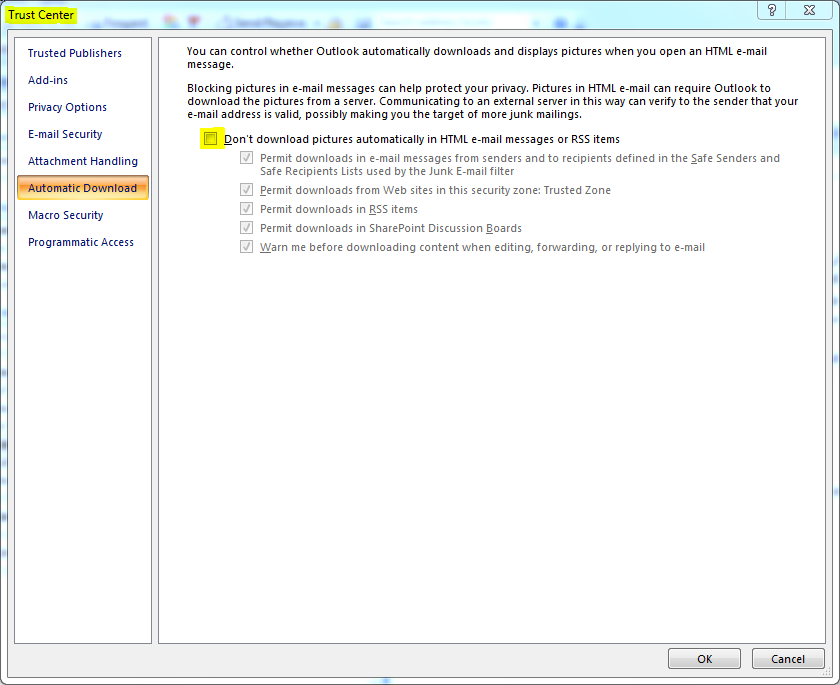 Trust Center
?
Trusted Publishers
Add-ins
Privacy Options
E-mail Security
Attachment Handling
Automatic Download
Macro Security
Programmatic Access
You can control whether Outlook automatically downloads and displays pictures when you open an HTML e-mail
message.
Blocking pictures in e-mail messages can help protect your privacy. Pictures in HTML e-mail can require Outlook to
download the pictures from a server. Communicating to an external server in this way can verify to the sender that your
e-mail address is valid, possibly making you the target of more junk mailings.
Don't download pictures automatically in HTML e-mail messages or RSS items
Permit downloads in e-mail messages from senders and to recipients defined in the Safe Senders and
Safe Recipients Lists used by the Junk E-mail filter
Permit downloads from Web sites in this security zone: Trusted Zone
Permit downloads in RSS items
Permit downloads in SharePoint Discussion Boards
Warn me before downloading content when editing, forwarding, or replying to e-mail
OK
Cancel